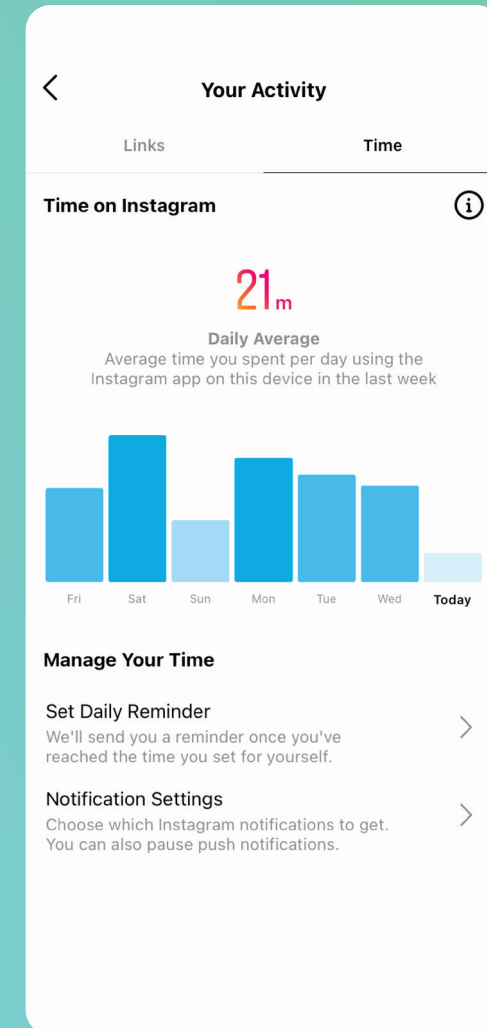 Your Activity
Links Time
Time on Instagram
21m
Daily Average
Average time you spent per day using the
Instagram app on this device in the last week
Fri Sat Sun Mon Tue Wed Today
Manage Your Time
Set Daily Reminder
We'll send you a reminder once you've
reached the time you set for yourself.
Notification Settings
Choose which Instagram notifications to get.
You can also pause push notifications.